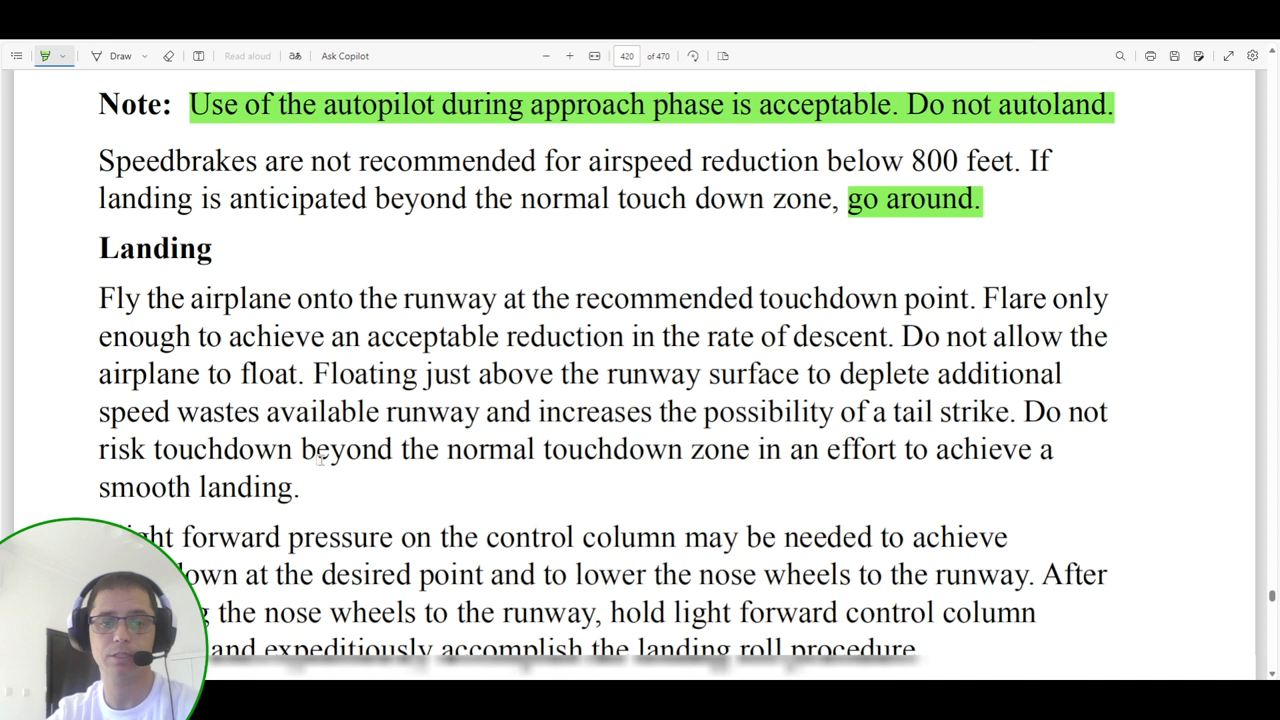 Draw
Read aloud
aあ
Ask Copilot
420 of 470
Note: Use of the autopilot during approach phase is acceptable. Do not autoland.
Speedbrakes are not recommended for airspeed reduction below 800 feet. If
landing is anticipated beyond the normal touch down zone, go around.
Landing
Fly the airplane onto the runway at the recommended touchdown point. Flare only
enough to achieve an acceptable reduction in the rate of descent. Do not allow the
airplane to float. Floating just above the runway surface to deplete additional
speed wastes available runway and increases the possibility of a tail strike. Do not
risk touchdown beyond the normal touchdown zone in an effort to achieve a
smooth landing.
forward pressure on the control column may be needed to achieve
at the desired point and to lower the nose wheels to the runway. After
the nose wheels to the runway, hold light forward control column
and expeditiously accomplish the landing roll procedure.